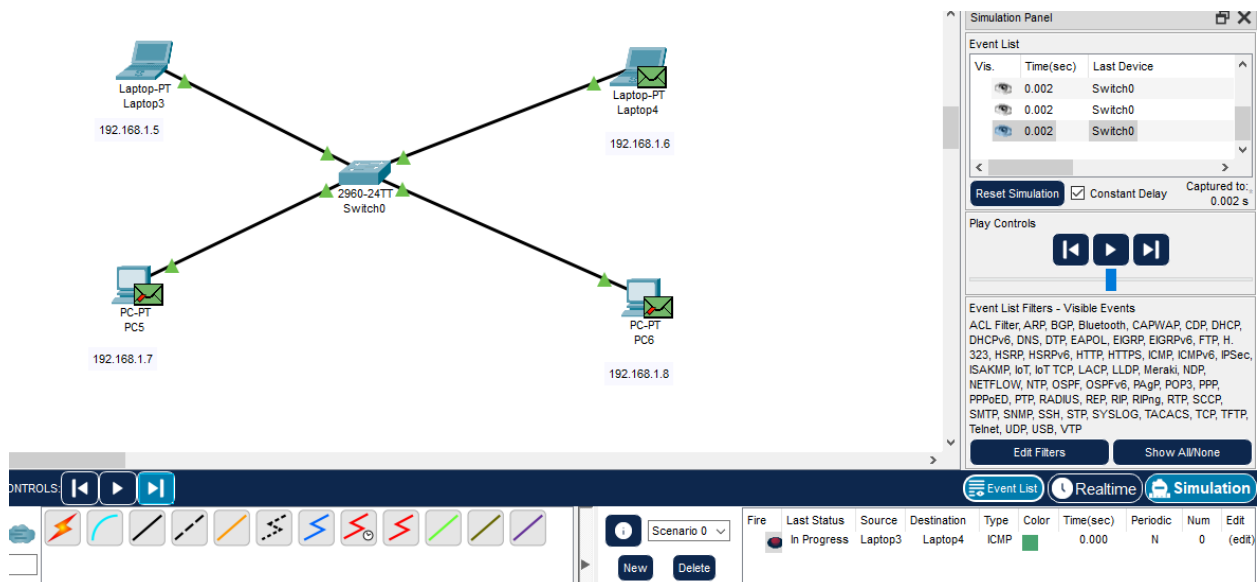 Simulation Panel
Event List
Vis. Time(sec) Last Device
0.002 Switch0
0.002 Switch0
0.002 Switch0
Reset Simulation Constant Delay Captured to:
0.002 s
Play Controls
Event List Filters - Visible Events
ACL Filter, ARP, BGP, Bluetooth, CAPWAP, CDP, DHCP,
DHCPv6, DNS, DTP, EAPOL, EIGRP, EIGRPv6, FTP, H.
323, HSRP, HSRPv6, HTTP, HTTPS, ICMP, ICMPv6, IPSec,
ISAKMP, IoT, IoT TCP, LACP, LLDP, Meraki, NDP,
NETFLOW, NTP, OSPF, OSPFv6, PAgP, POP3, PPP,
PPPoED, PTP, RADIUS, REP, RIP, RIPng, RTP, SCCP,
SMTP, SNMP, SSH, STP, SYSLOG, TACACS, TCP, TFTP,
Telnet, UDP, USB, VTP
Edit Filters Show All/None
Laptop-PT
Laptop3
192.168.1.5
Laptop-PT
Laptop4
192.168.1.6
2960-24TT
Switch0
PC-PT
PC5
192.168.1.7
PC-PT
PC6
192.168.1.8
ONTROLS:
Event List Realtime Simulation
Scenario 0
New Delete
Fire Last Status Source Destination Type Color Time(sec) Periodic Num Edit
In Progress Laptop3 Laptop4 ICMP 0.000 N 0 (edit)